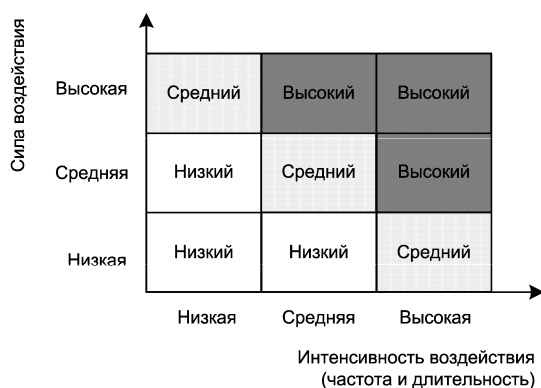 Сила воздействия
Высокая
Средний
Высокий
Высокий
Средняя
Низкий
Средний
Высокий
Низкая
Низкий
Низкий
Средний
Низкая
Средняя
Высокая
Интенсивность воздействия
(частота и длительность)